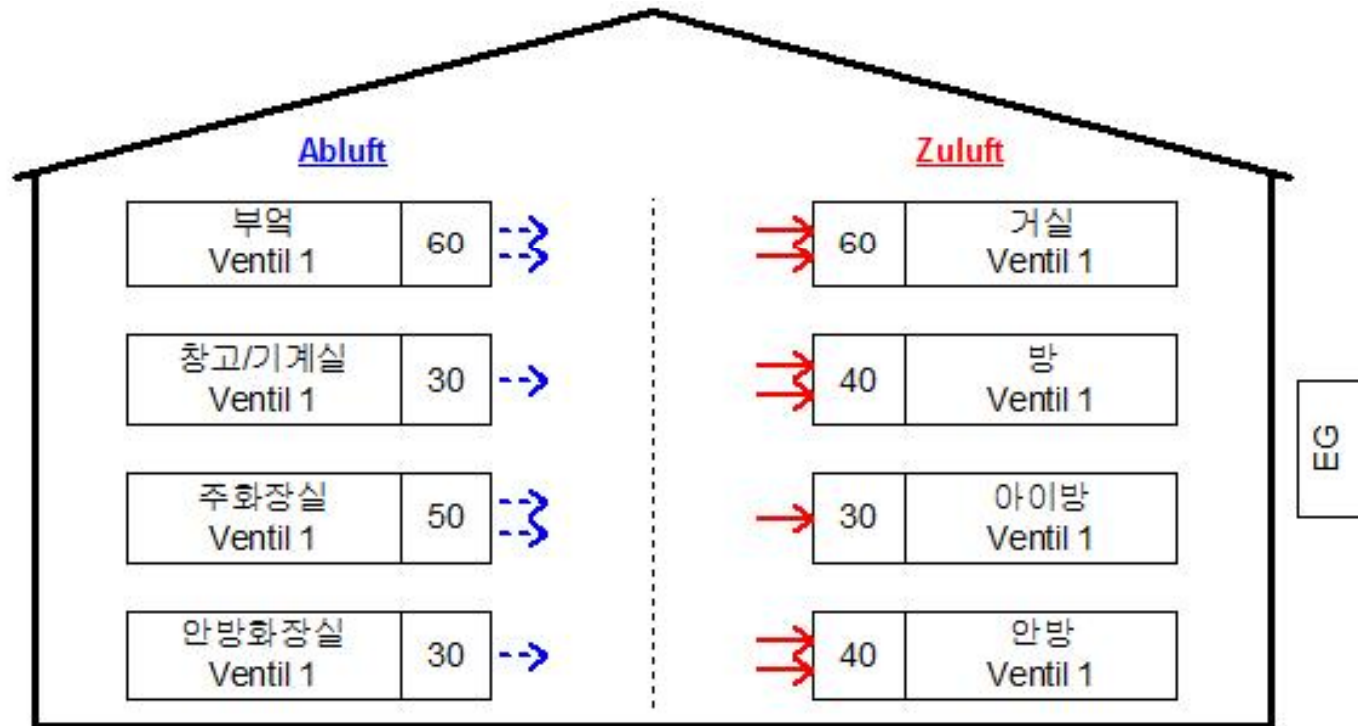 Abluft
Zuluft
부엌
Ventil 1
60
60
거실
Ventil 1
창고/기계실
Ventil 1
30
40
방
Ventil 1
주화장실
Ventil 1
50
30
아이방
Ventil 1
안방화장실
Ventil 1
30
40
안방
Ventil 1
EG